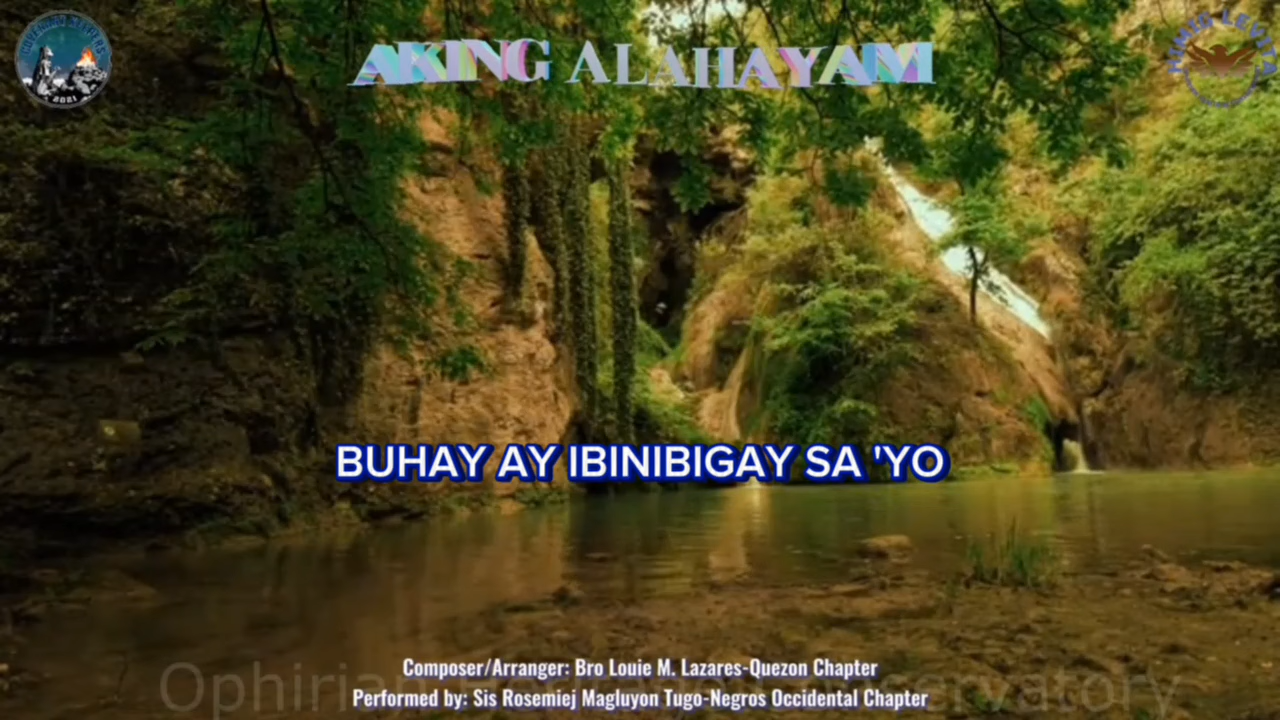 AKING ALAHAYAM
BUHAY AY IBINIBIGAY SA 'YO
Composer/Arranger: Bro Louie M. Lazares-Quezon Chapter
Performed by: Sis Rosemiej Magluyon Tugo-Negros Occidental Chapter